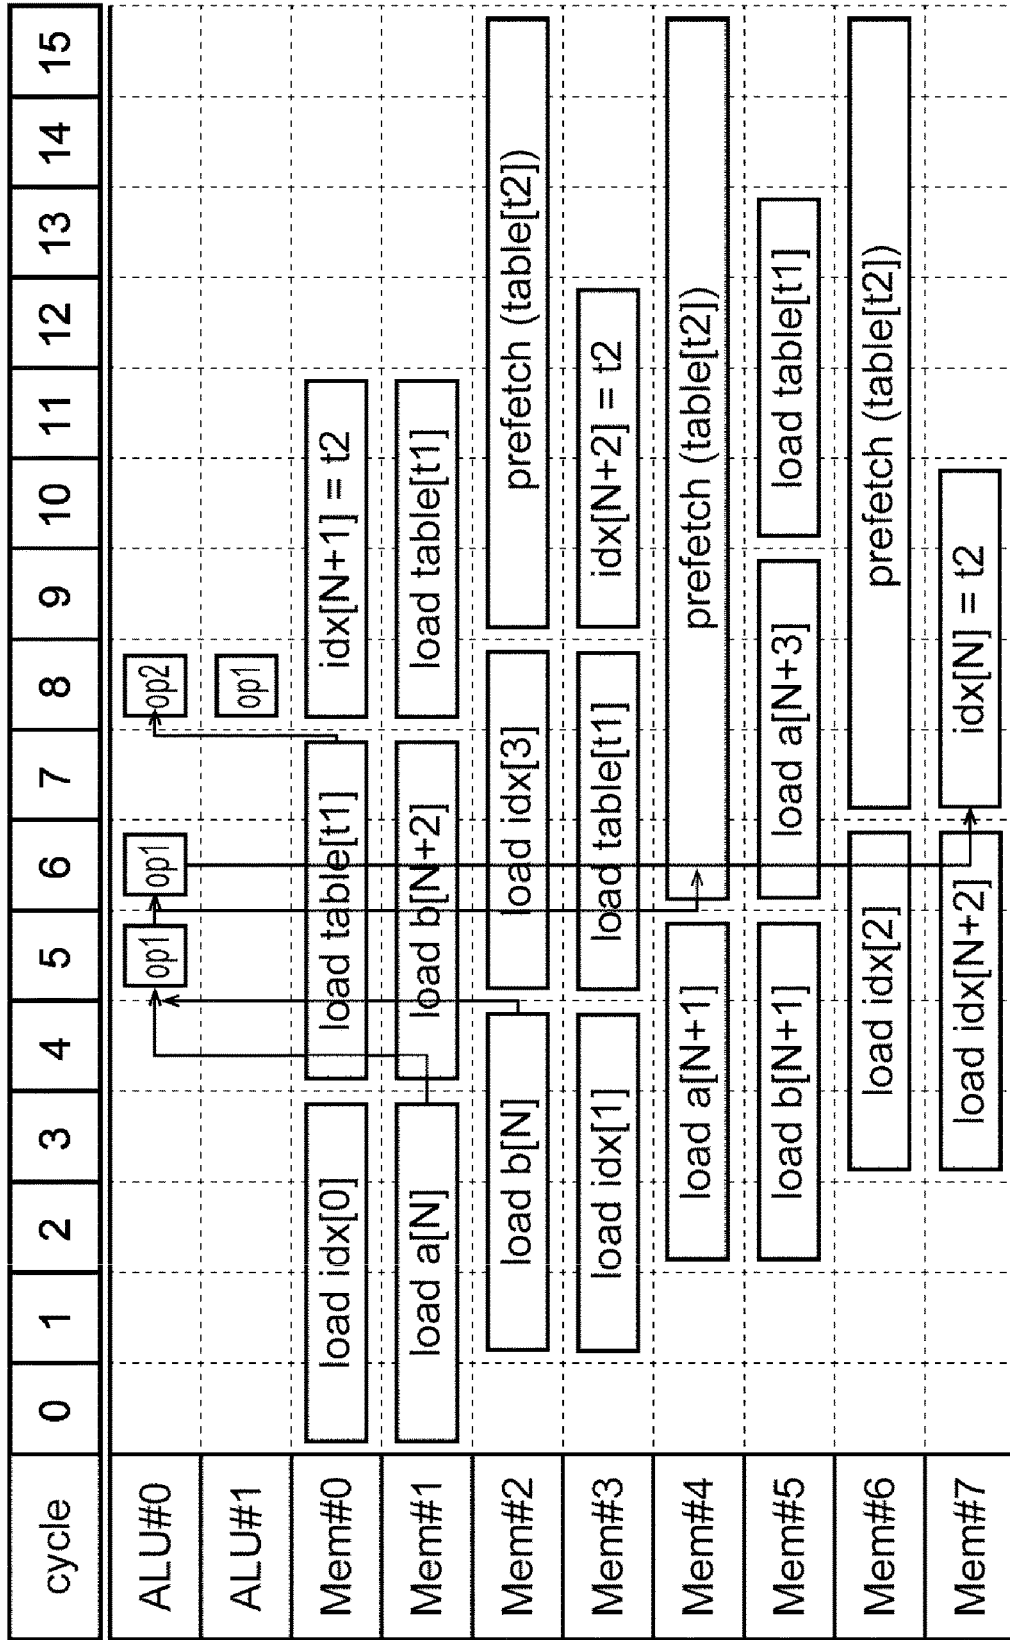 cycle 0 1 2 3 4 5 6 7 8 9 10 11 12 13 14 15
ALU#0 op1 op1 op2
ALU#1 op1
Mem#0 load idx[0] load table[t1] idx[N+1] = t2
Mem#1 load a[N] load b[N+2] load table[t1]
Mem#2 load b[N] load idx[3] prefetch (table[t2])
Mem#3 load idx[1] load table[t1] idx[N+2] = t2
Mem#4 load a[N+1] prefetch (table[t2])
Mem#5 load b[N+1] load a[N+3] load table[t1]
Mem#6 load idx[2] prefetch (table[t2])
Mem#7 load idx[N+2] idx[N] = t2